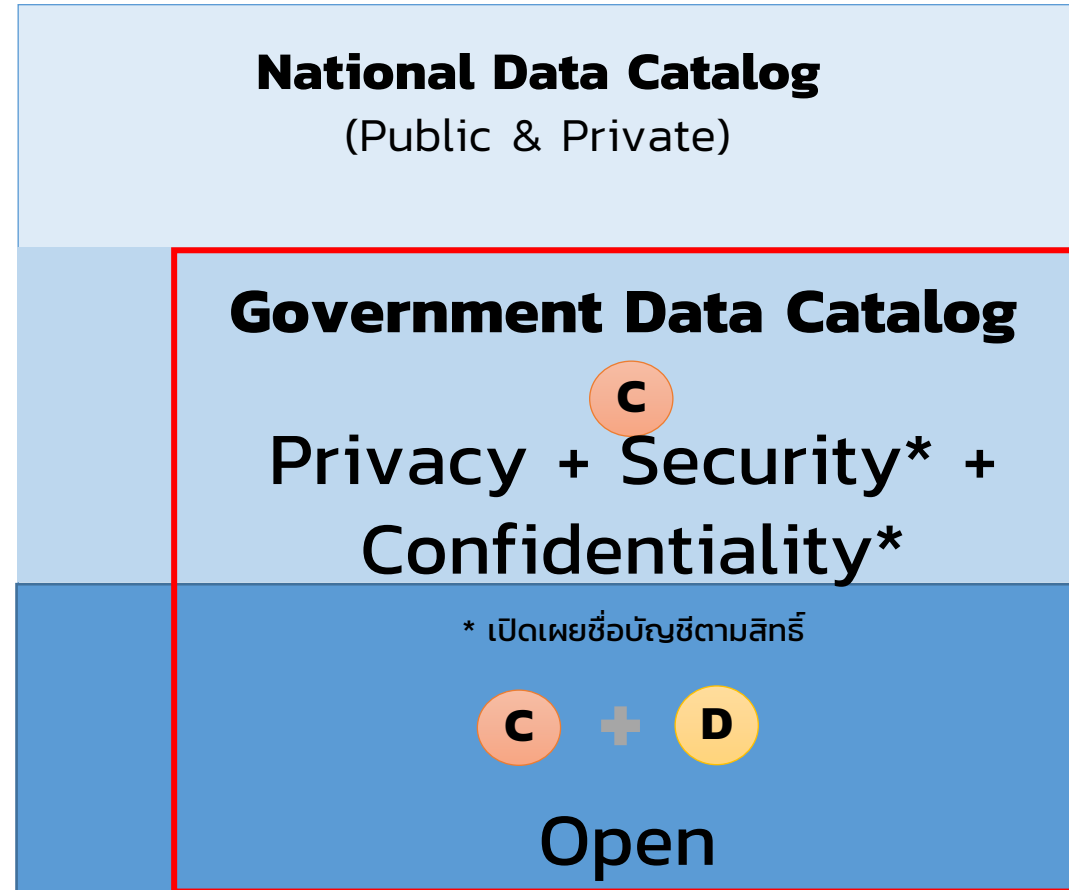 National Data Catalog
(Public & Private)
Government Data Catalog
C
Privacy + Security* +
Confidentiality*
* เปิดเผยชื่อบัญชีตามสิทธิ์
C + D
Open